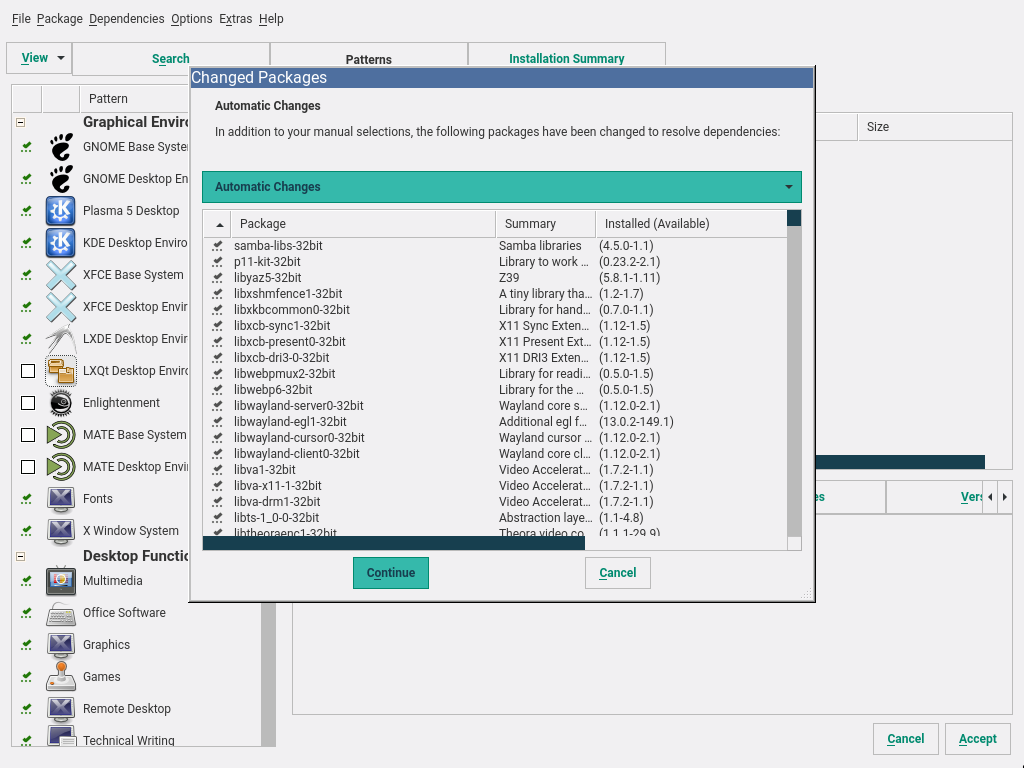 File Package Dependencies Options Extras Help
View Search Patterns Installation Summary
Changed Packages
Automatic Changes
In addition to your manual selections, the following packages have been changed to resolve dependencies:
Automatic Changes
Package Summary Installed (Available)
samba-libs-32bit Samba libraries (4.5.0-1.1)
p11-kit-32bit Library to work ... (0.23.2-2.1)
libyaz5-32bit Z39 (5.8.1-1.11)
libxshmfence1-32bit A tiny library tha... (1.2-1.7)
libxkbcommon0-32bit Library for hand... (0.7.0-1.1)
libxcb-sync1-32bit X11 Sync Exten... (1.12-1.5)
libxcb-present0-32bit X11 Present Ext... (1.12-1.5)
libxcb-dri3-0-32bit X11 DRI3 Exten... (1.12-1.5)
libwebpmux2-32bit Library for readi... (0.5.0-1.5)
libwebp6-32bit Library for the ... (0.5.0-1.5)
libwayland-server0-32bit Wayland core s... (1.12.0-2.1)
libwayland-egl1-32bit Additional egl f... (13.0.2-149.1)
libwayland-cursor0-32bit Wayland cursor ... (1.12.0-2.1)
libwayland-client0-32bit Wayland core cl... (1.12.0-2.1)
libva1-32bit Video Accelerat... (1.7.2-1.1)
libva-x11-1-32bit Video Accelerat... (1.7.2-1.1)
libva-drm1-32bit Video Accelerat... (1.7.2-1.1)
libts-1_0-0-32bit Abstraction laye... (1.1-4.8)
libtheoraenc1-32bit Theora video co... (1.1.1-29.9)
Continue Cancel
Pattern
Graphical Enviro
GNOME Base Syste
GNOME Desktop En
Plasma 5 Desktop
KDE Desktop Enviro
XFCE Base System
XFCE Desktop Envir
LXDE Desktop Envir
LXQt Desktop Enviro
Enlightenment
MATE Base System
MATE Desktop Envi
Fonts
X Window System
Desktop Functio
Multimedia
Office Software
Graphics
Games
Remote Desktop
Technical Writing
Size
es Vers
Cancel Accept